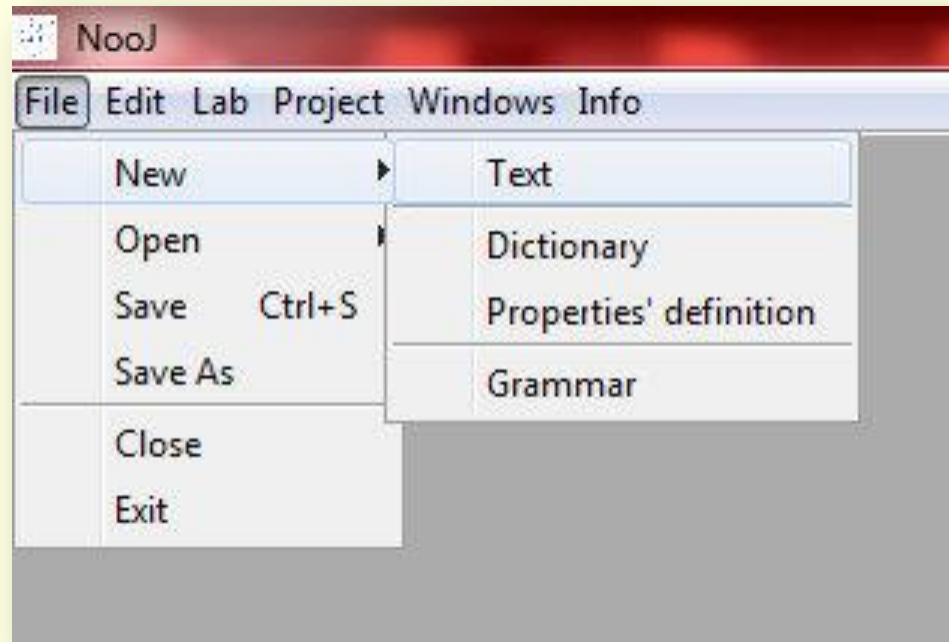 NooJ
File Edit Lab Project Windows Info
New
Open
Save Ctrl+S
Save As
Close
Exit
Text
Dictionary
Properties' definition
Grammar